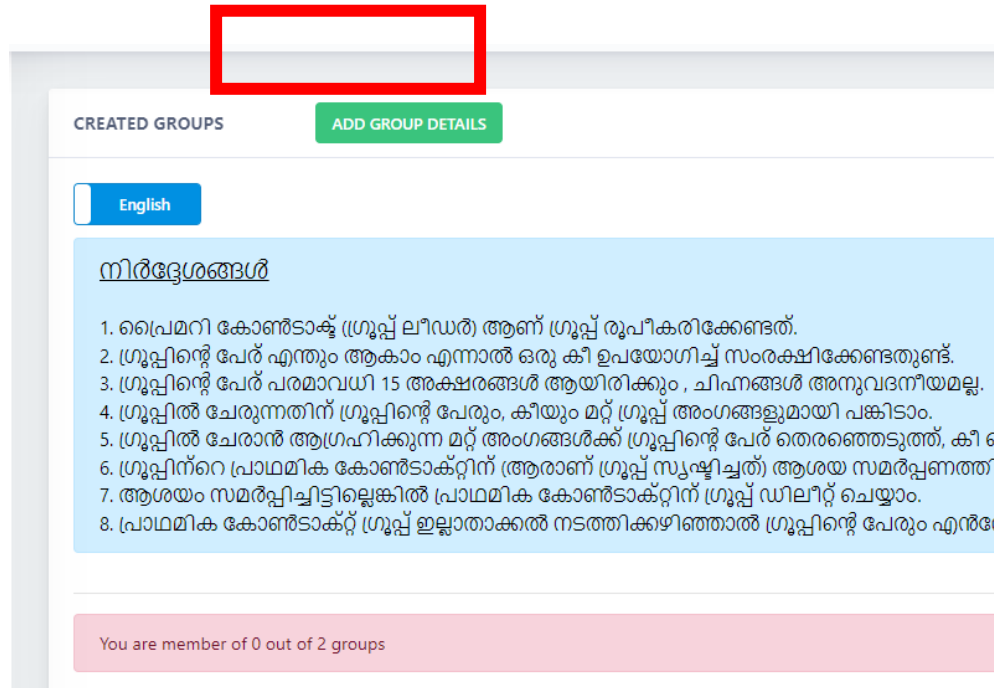 CREATED GROUPS ADD GROUP DETAILS
English
നിർദ്ദേശങ്ങൾ
1. പ്രൈമറി കോൺടാക്ട് (ഗ്രൂപ്പ് ലീഡർ) ആണ് ഗ്രൂപ്പ് രൂപീകരിക്കേണ്ടത്.
2. ഗ്രൂപ്പിന്റെ പേര് എന്തും ആകാം എന്നാൽ ഒരു കീ ഉപയോഗിച്ച് സംരക്ഷിക്കേണ്ടതുണ്ട്.
3. ഗ്രൂപ്പിന്റെ പേര് പരമാവധി 15 അക്ഷരങ്ങൾ ആയിരിക്കും , ചിഹ്നങ്ങൾ അനുവദനീയമല്ല.
4. ഗ്രൂപ്പിൽ ചേരുന്നതിന് ഗ്രൂപ്പിന്റെ പേരും, കീയും മറ്റ് ഗ്രൂപ്പ് അംഗങ്ങളുമായി പങ്കിടാം.
5. ഗ്രൂപ്പിൽ ചേരാൻ ആഗ്രഹിക്കുന്ന മറ്റ് അംഗങ്ങൾക്ക് ഗ്രൂപ്പിന്റെ പേര് തെരഞ്ഞെടുത്ത്, കീ
6. ഗ്രൂപ്പിന്റെ പ്രാഥമിക കോൺടാക്റ്റിന് (ആരാണ് ഗ്രൂപ്പ് സൃഷ്ടിച്ചത്) ആശയ
7. ആശയം സമർപ്പിച്ചിട്ടില്ലെങ്കിൽ പ്രാഥമിക കോൺടാക്റ്റിന് ഗ്രൂപ്പ് ഡിലീറ്റ് ചെയ്യാം.
8. പ്രാഥമിക കോൺടാക്റ്റ് ഗ്രൂപ്പ് ഇല്ലാതാക്കൽ നടത്തിക്കഴിഞ്ഞാൽ ഗ്രൂപ്പിന്റെ പേരും
You are member of 0 out of 2 groups